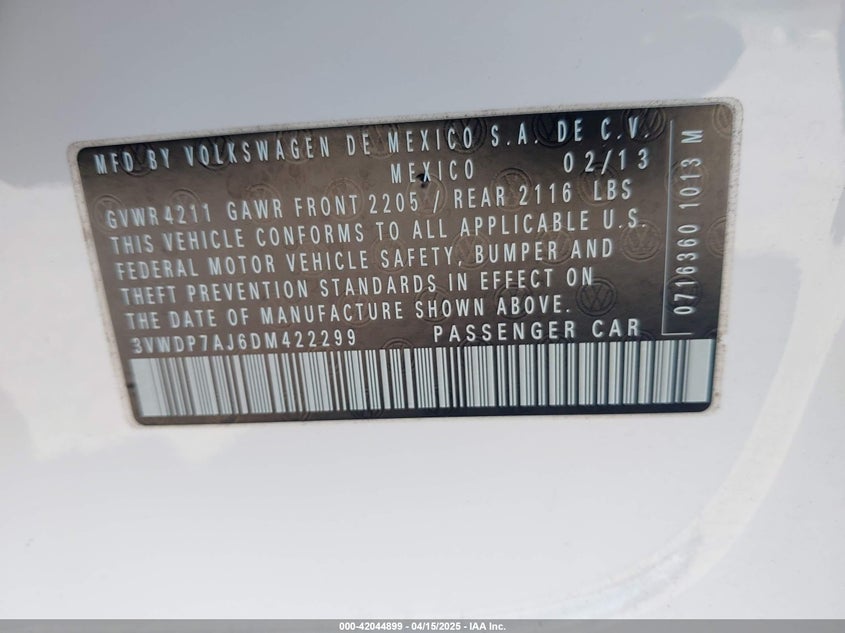 MFD BY VOLKSWAGEN DE MEXICO S.A. DE C.V.
MEXICO 02/13
GVWR 4211 GAWR FRONT 2205 / REAR 2116 LBS
THIS VEHICLE CONFORMS TO ALL APPLICABLE U.S.
FEDERAL MOTOR VEHICLE SAFETY, BUMPER AND
THEFT PREVENTION STANDARDS IN EFFECT ON
THE DATE OF MANUFACTURE SHOWN ABOVE.
3VWDP7AJ6DM422299 PASSENGER CAR
0716360 1013 M
000-42044899 - 04/15/2025 - IAA Inc.